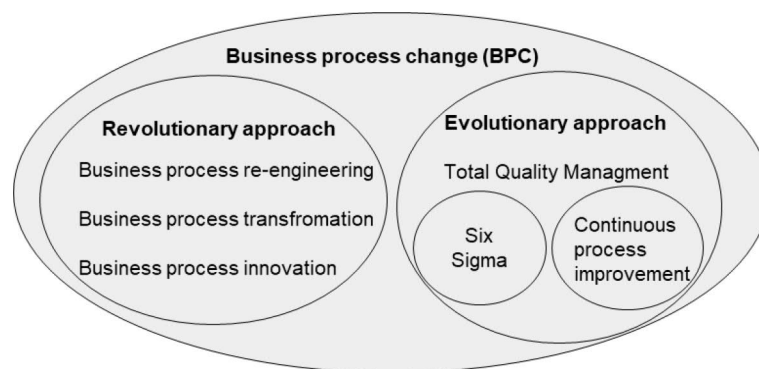 Business process change (BPC)
Revolutionary approach
Business process re-engineering
Business process transfromation
Business process innovation
Evolutionary approach
Total Quality Managment
Six
Sigma
Continuous
process
improvement